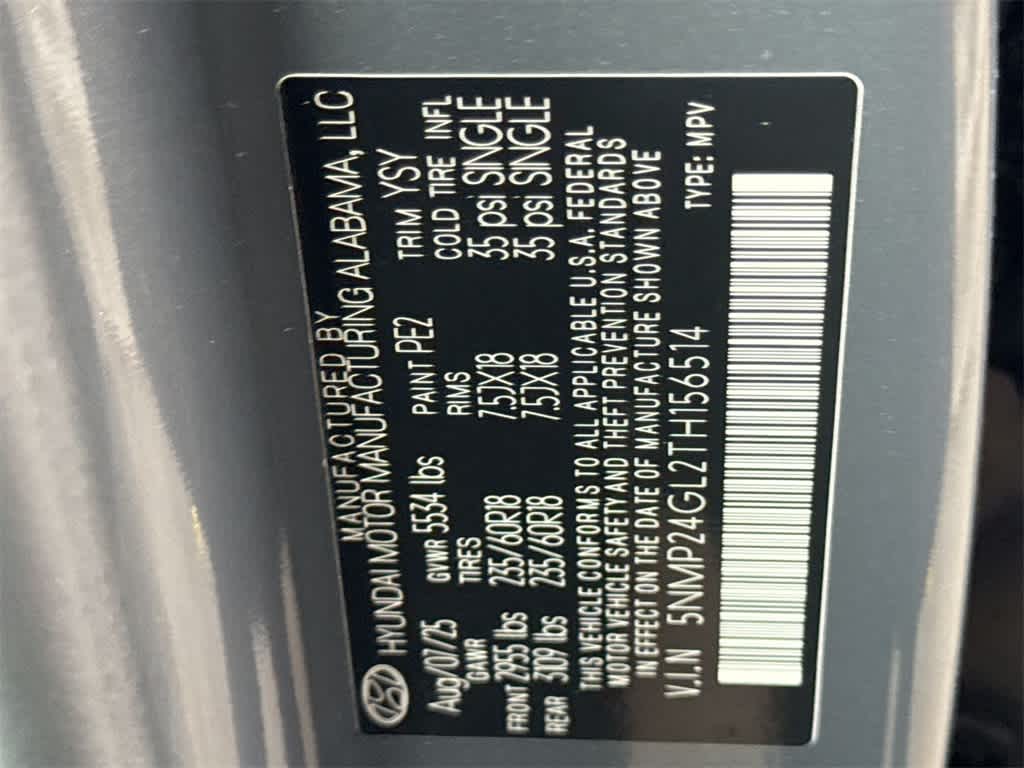 MANUFACTURED BY
HYUNDAI MOTOR MANUFACTURING ALABAMA, LLC
Aug/07/25 GVWR 5534 lbs PAINT PE2 TRIM YSY
GAWR TIRES RIMS COLD TIRE INFL
FRONT 2955 lbs 235/60R18 7.5JX18 35 psi SINGLE
REAR 3109 lbs 235/60R18 7.5JX18 35 psi SINGLE
THIS VEHICLE CONFORMS TO ALL APPLICABLE U.S.A. FEDERAL
MOTOR VEHICLE SAFETY AND THEFT PREVENTION STANDARDS
IN EFFECT ON THE DATE OF MANUFACTURE SHOWN ABOVE
V.I.N 5NMP24GL2TH156514 TYPE: MPV